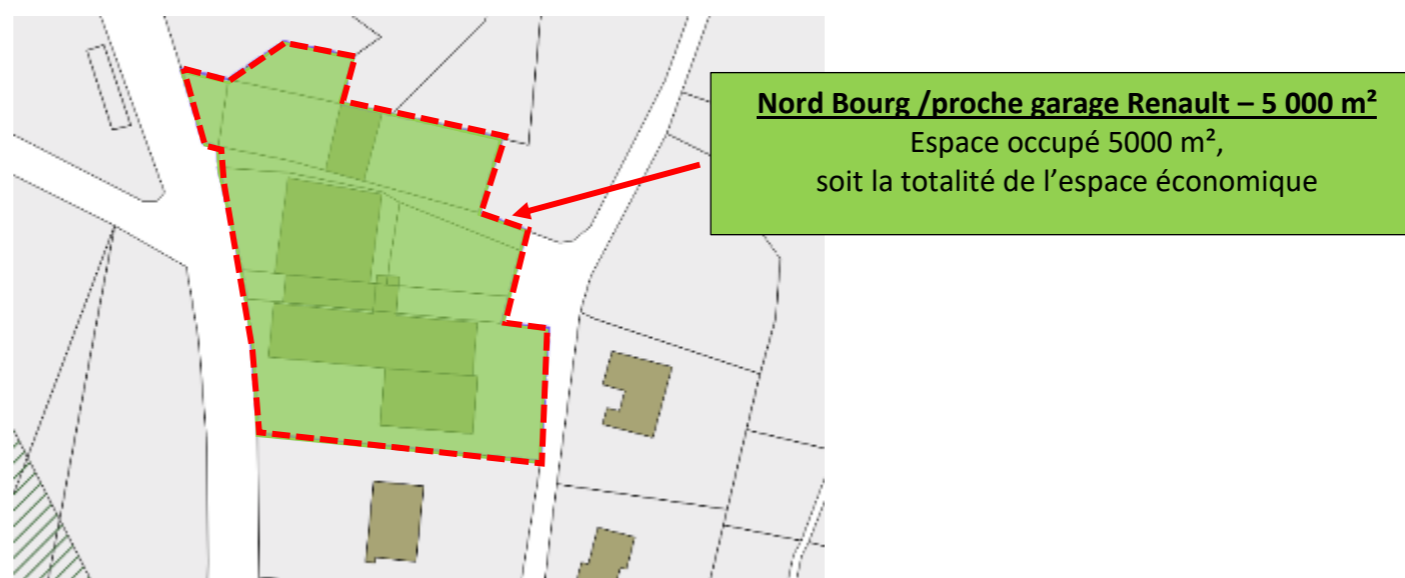 Nord Bourg /proche garage Renault – 5 000 m²
Espace occupé 5000 m²,
soit la totalité de l’espace économique